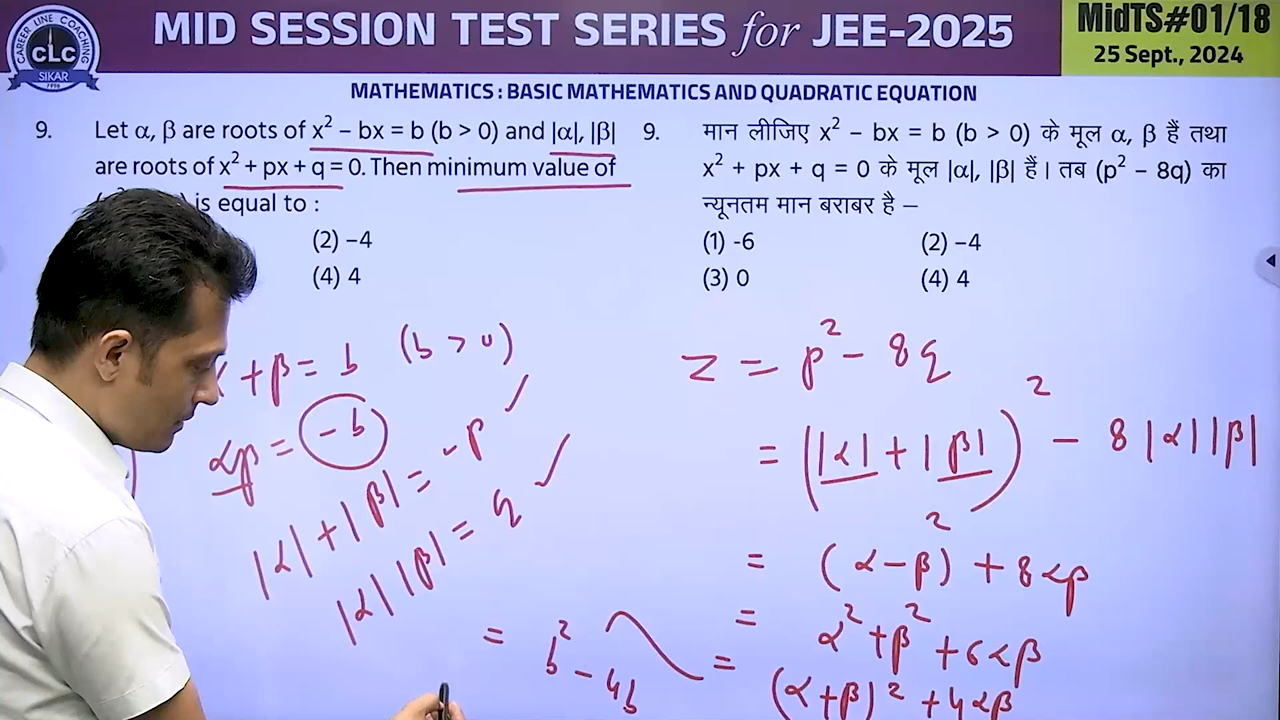 CAREER LINE COACHING
CLC
SIKAR
1996
MID SESSION TEST SERIES for JEE-2025
MidTS#01/18
25 Sept., 2024
MATHEMATICS : BASIC MATHEMATICS AND QUADRATIC EQUATION
9. Let α, β are roots of x² – bx = b (b > 0) and |α|, |β|
are roots of x² + px + q = 0. Then minimum value of
is equal to :
(2) –4
(4) 4
9. मान लीजिए x² – bx = b (b > 0) के मूल α, β हैं तथा
x² + px + q = 0 के मूल |α|, |β| हैं। तब (p² – 8q) का
न्यूनतम मान बराबर है –
(1) -6 (2) –4
(3) 0 (4) 4
+ β = b (b > 0)
αβ = -b
|α| + |β| = -p
|α| |β| = q
z = p² - 8q
= (|α| + |β|)² - 8|α||β|
= (α-β)² + 8αβ
= α² + β² + 6αβ
= (α+β)² + 4αβ
= b² - 4b